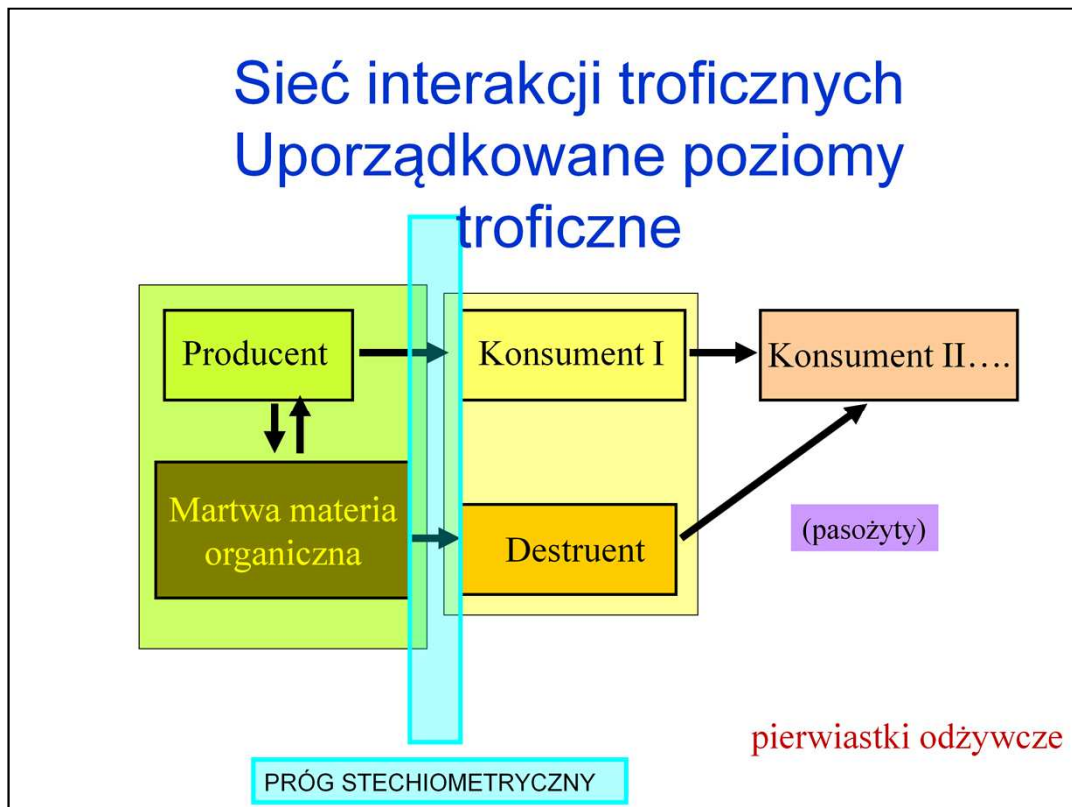 Sieć interakcji troficznych
Uporządkowane poziomy
troficzne
Producent
Konsument I
Konsument II....
Martwa materia
organiczna
Destruent
(pasożyty)
pierwiastki odżywcze
PRÓG STECHIOMETRYCZNY